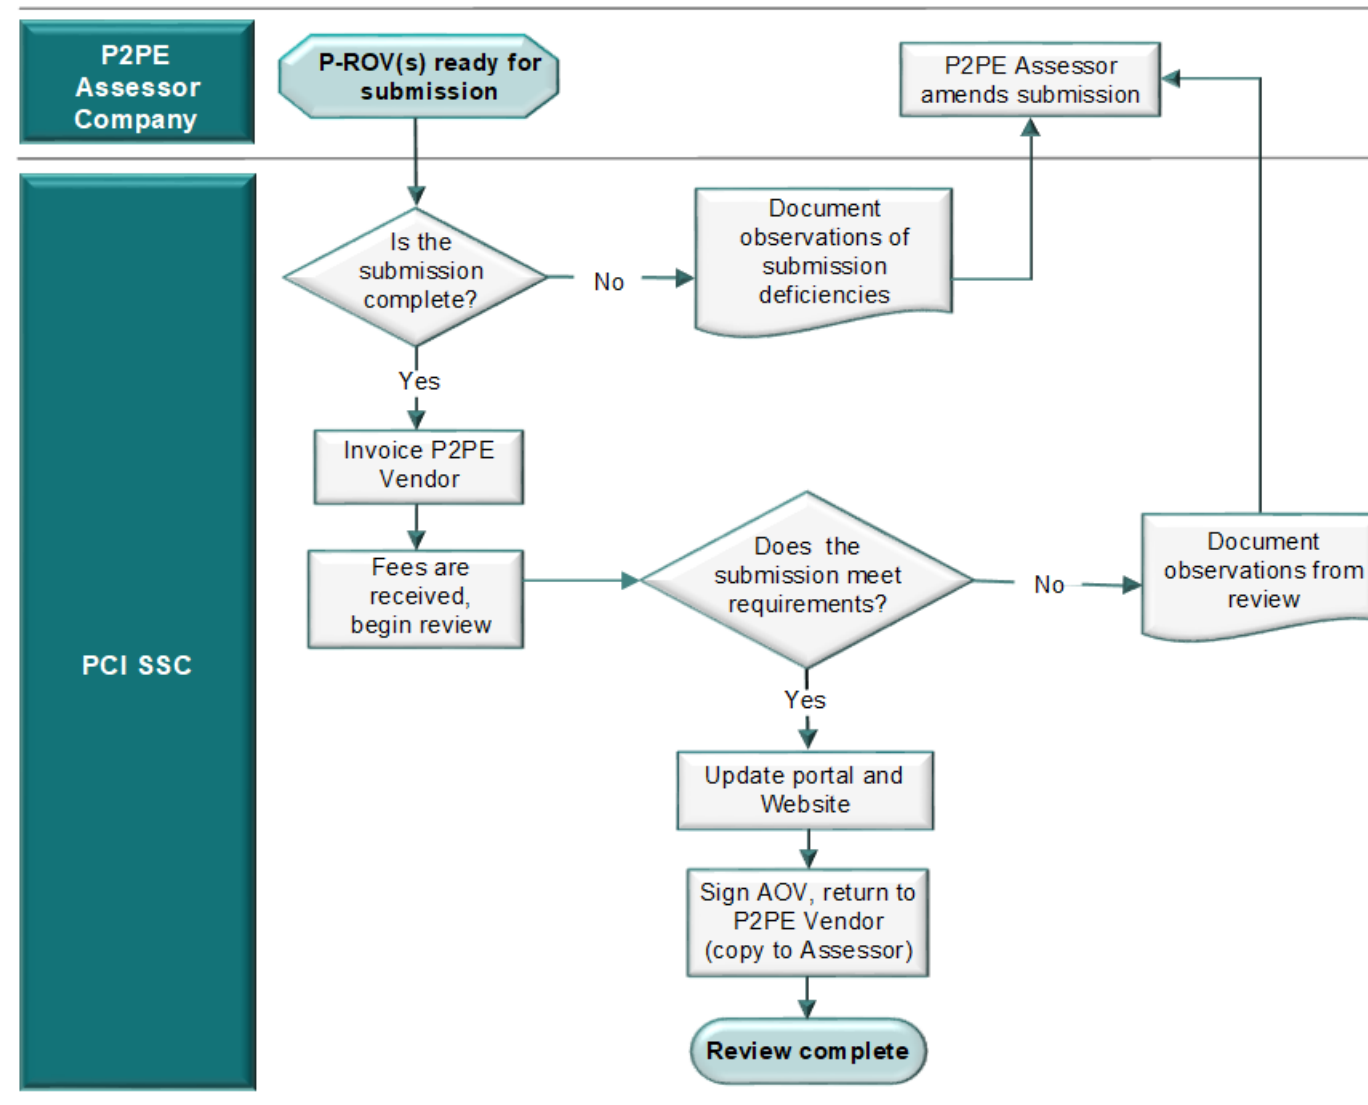 P2PE
Assessor
Company
P-ROV(s) ready for
submission
P2PE Assessor
amends submission
PCI SSC
Is the
submission
complete?
No
Document
observations of
submission
deficiencies
Yes
Invoice P2PE
Vendor
Fees are
received,
begin review
Does the
submission meet
requirements?
No
Document
observations from
review
Yes
Update portal and
Website
Sign AOV, return to
P2PE Vendor
(copy to Assessor)
Review complete